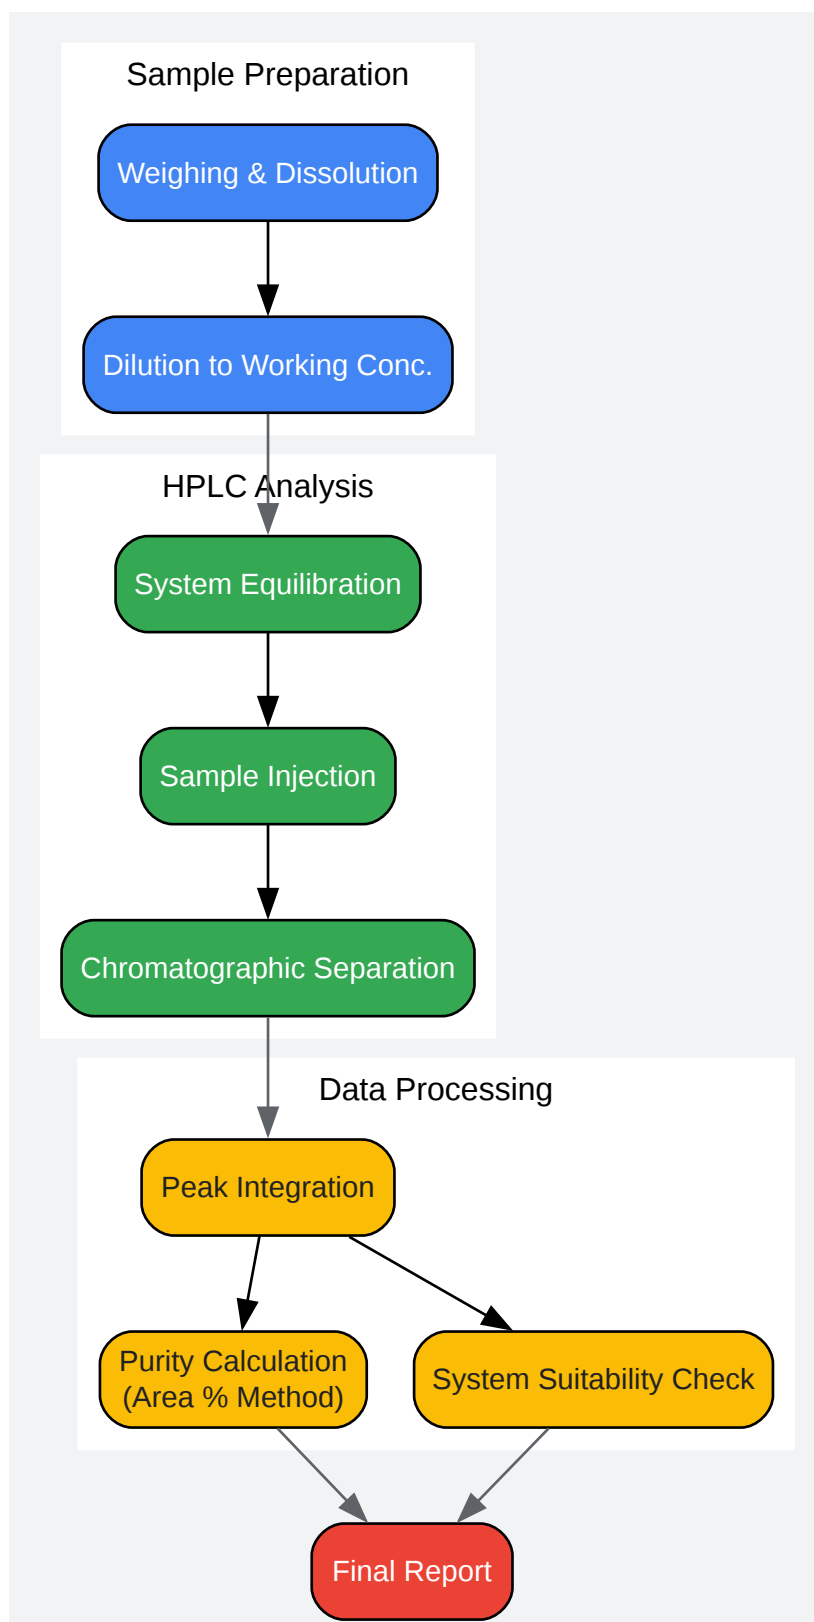 Sample Preparation
Weighing & Dissolution
Dilution to Working Conc.
HPLC Analysis
System Equilibration
Sample Injection
Chromatographic Separation
Data Processing
Peak Integration
Purity Calculation
(Area % Method)
System Suitability Check
Final Report